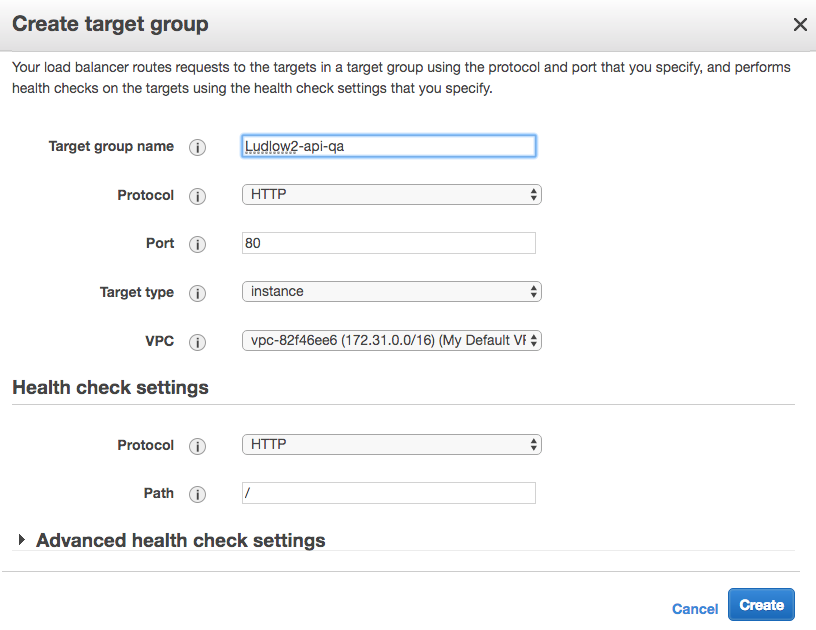 Create target group
Your load balancer routes requests to the targets in a target group using the protocol and port that you specify, and performs
health checks on the targets using the health check settings that you specify.
Target group name i Ludlow2-api-qa
Protocol i HTTP
Port i 80
Target type i instance
VPC i vpc-82f46ee6 (172.31.0.0/16) (My Default VP
Health check settings
Protocol i HTTP
Path i /
Advanced health check settings
Cancel Create